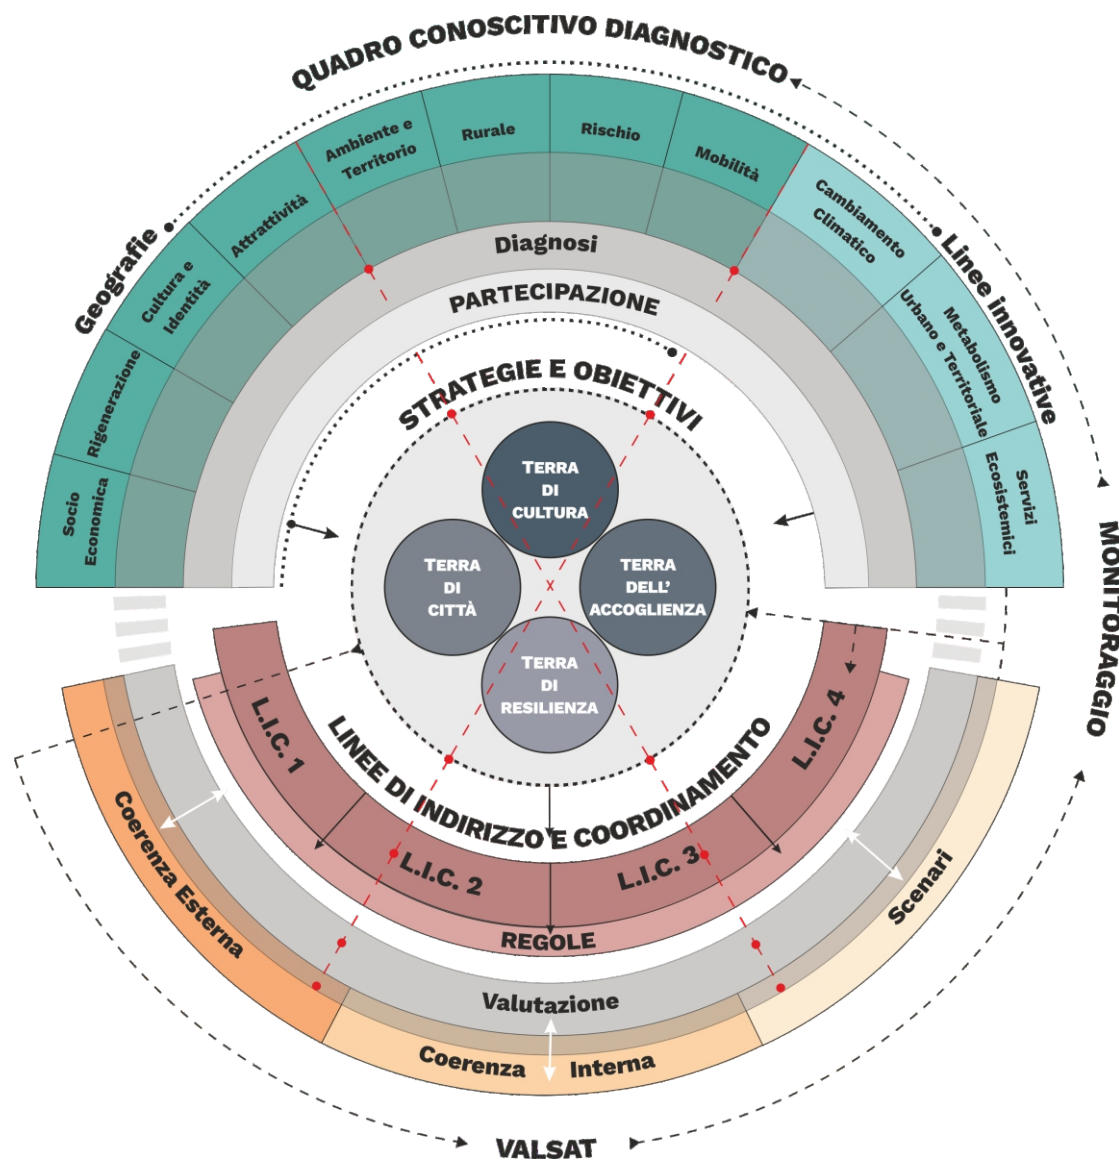 QUADRO CONOSCITIVO DIAGNOSTICO
Geografie
Linee innovative
Socio
Economica
Rigenerazione
Cultura e
Identità
Attrattività
Ambiente e
Territorio
Rurale
Rischio
Mobilità
Cambiamento
Climatico
Metabolismo
Urbano e Territoriale
Servizi
Ecosistemici
Diagnosi
PARTECIPAZIONE
STRATEGIE E OBIETTIVI
TERRA
DI
CULTURA
TERRA
DI
CITTÀ
TERRA
DELL'
ACCOGLIENZA
TERRA
DI
RESILIENZA
MONITORAGGIO
LINEE DI INDIRIZZO E COORDINAMENTO
L.I.C. 1
L.I.C. 2
L.I.C. 3
L.I.C. 4
REGOLE
Valutazione
Coerenza Esterna
Coerenza Interna
Scenari
VALSAT